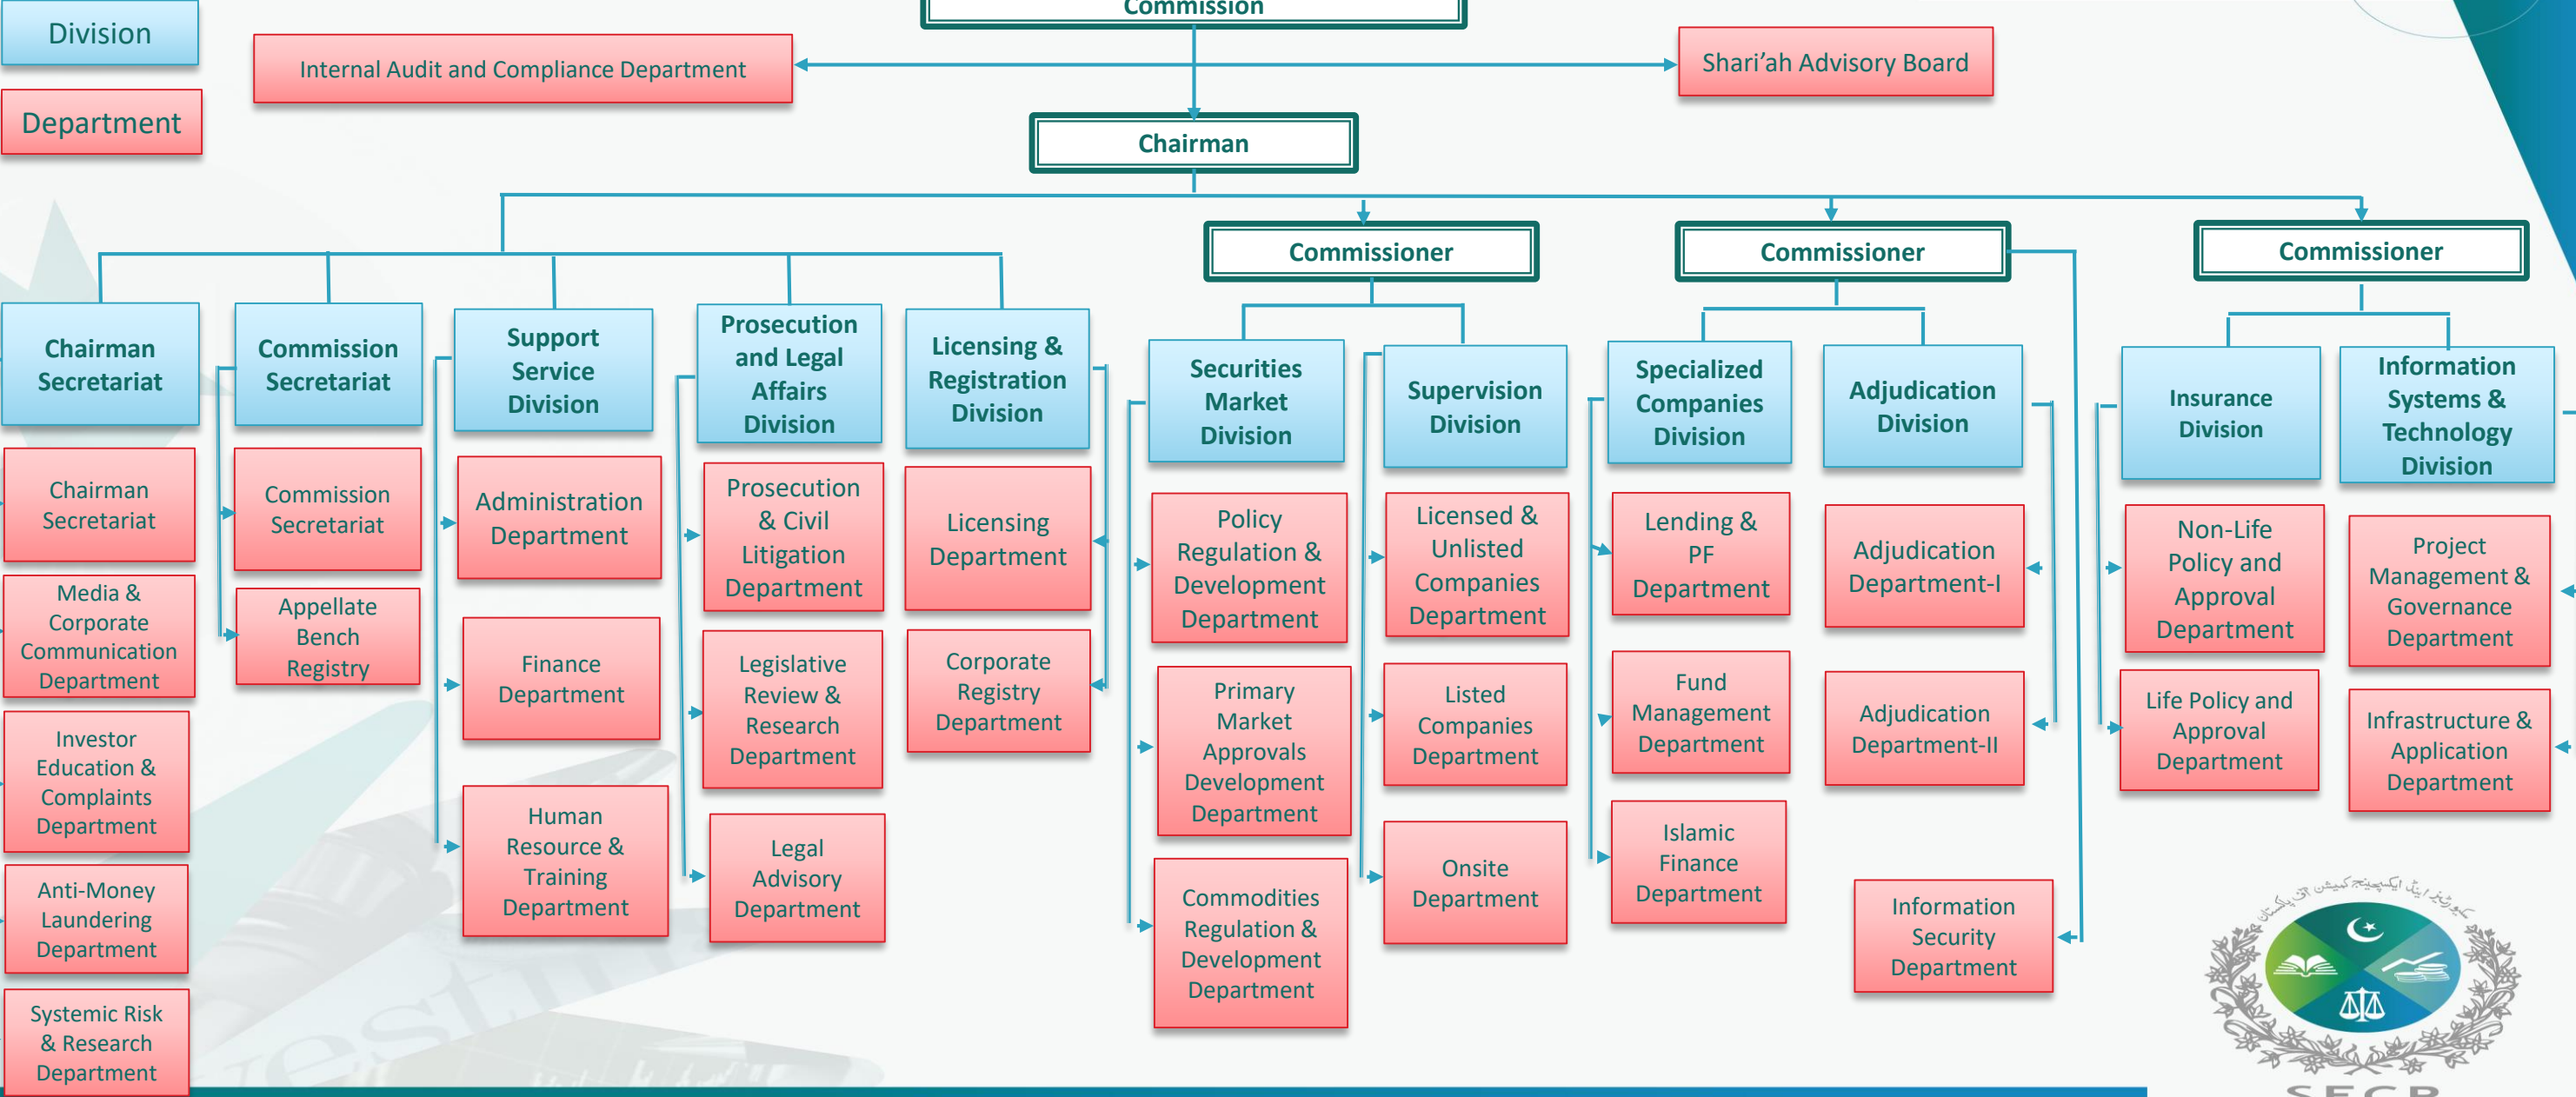 Commission
Division
Internal Audit and Compliance Department
Shari'ah Advisory Board
Department
Chairman
Commissioner
Commissioner
Commissioner
Chairman
Secretariat
Commission
Secretariat
Support
Service
Division
Prosecution
and Legal
Affairs
Division
Licensing &
Registration
Division
Securities
Market
Division
Supervision
Division
Specialized
Companies
Division
Adjudication
Division
Insurance
Division
Information
Systems &
Technology
Division
Chairman
Secretariat
Media &
Corporate
Communication
Department
Investor
Education &
Complaints
Department
Anti-Money
Laundering
Department
Systemic Risk
& Research
Department
Commission
Secretariat
Appellate
Bench
Registry
Administration
Department
Finance
Department
Human
Resource &
Training
Department
Prosecution
& Civil
Litigation
Department
Legislative
Review &
Research
Department
Legal
Advisory
Department
Licensing
Department
Corporate
Registry
Department
Policy
Regulation &
Development
Department
Primary
Market
Approvals
Development
Department
Commodities
Regulation &
Development
Department
Licensed &
Unlisted
Companies
Department
Listed
Companies
Department
Onsite
Department
Lending &
PF
Department
Fund
Management
Department
Islamic
Finance
Department
Adjudication
Department-I
Adjudication
Department-II
Information
Security
Department
Non-Life
Policy and
Approval
Department
Life Policy and
Approval
Department
Project
Management &
Governance
Department
Infrastructure &
Application
Department
سیکیورٹیز اینڈ ایکسچینج کمیشن آف پاکستان
SECP